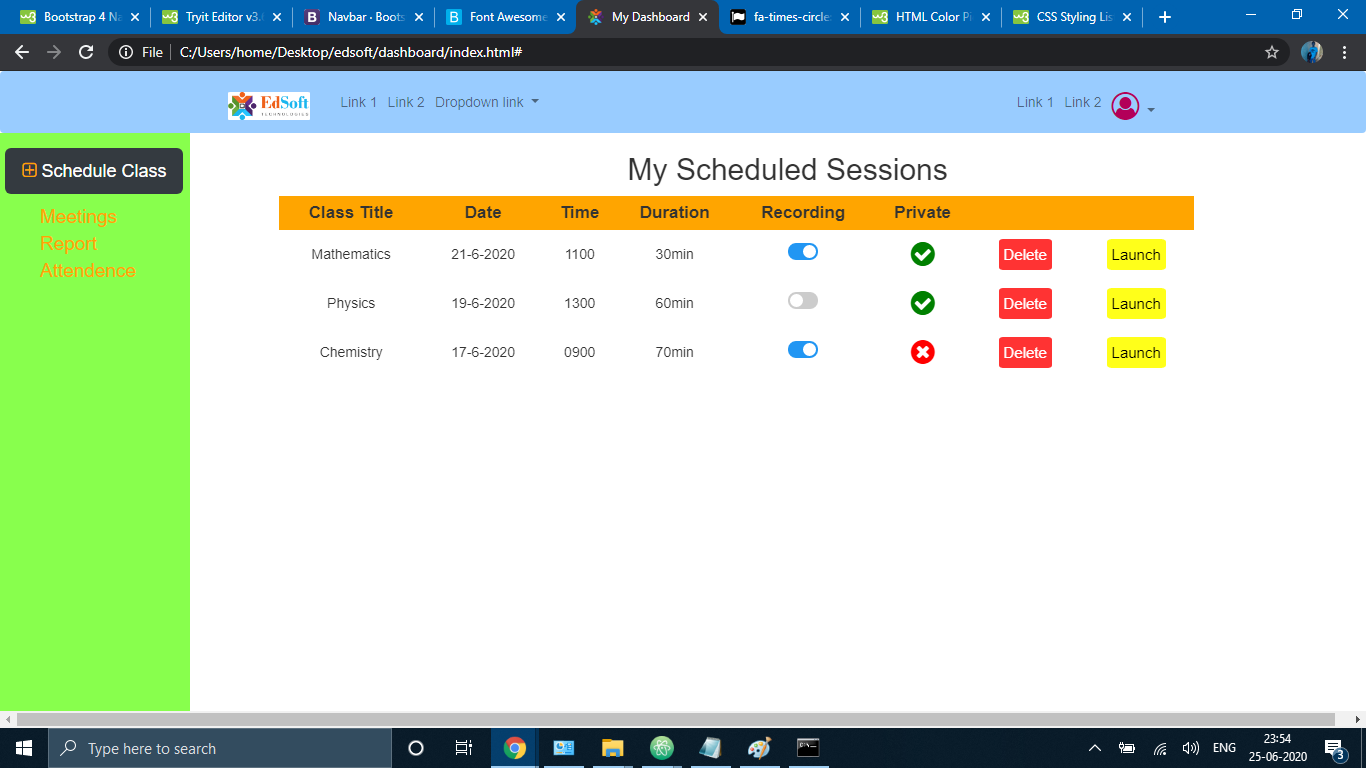 Bootstrap 4 Na
Tryit Editor v3.
Navbar · Boots
Font Awesome
My Dashboard
fa-times-circle
HTML Color Pi
CSS Styling Lis
File
C:/Users/home/Desktop/edsoft/dashboard/index.html#
EdSoft
TECHNOLOGIES
Link 1 Link 2 Dropdown link
Link 1 Link 2
Schedule Class
Meetings
Report
Attendence
My Scheduled Sessions
Class Title Date Time Duration Recording Private
Mathematics 21-6-2020 1100 30min Delete Launch
Physics 19-6-2020 1300 60min Delete Launch
Chemistry 17-6-2020 0900 70min Delete Launch
Type here to search
ENG
23:54
25-06-2020
3